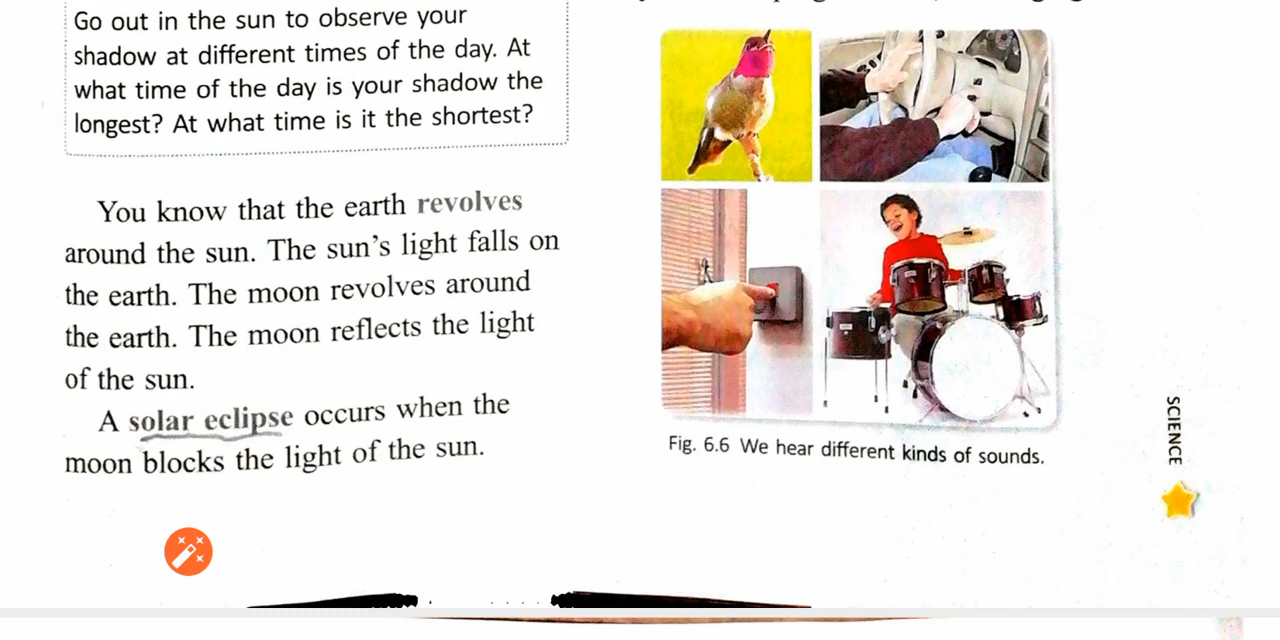 Go out in the sun to observe your
shadow at different times of the day. At
what time of the day is your shadow the
longest? At what time is it the shortest?
You know that the earth revolves
around the sun. The sun's light falls on
the earth. The moon revolves around
the earth. The moon reflects the light
of the sun.
A solar eclipse occurs when the
moon blocks the light of the sun.
Fig. 6.6 We hear different kinds of sounds.
SCIENCE